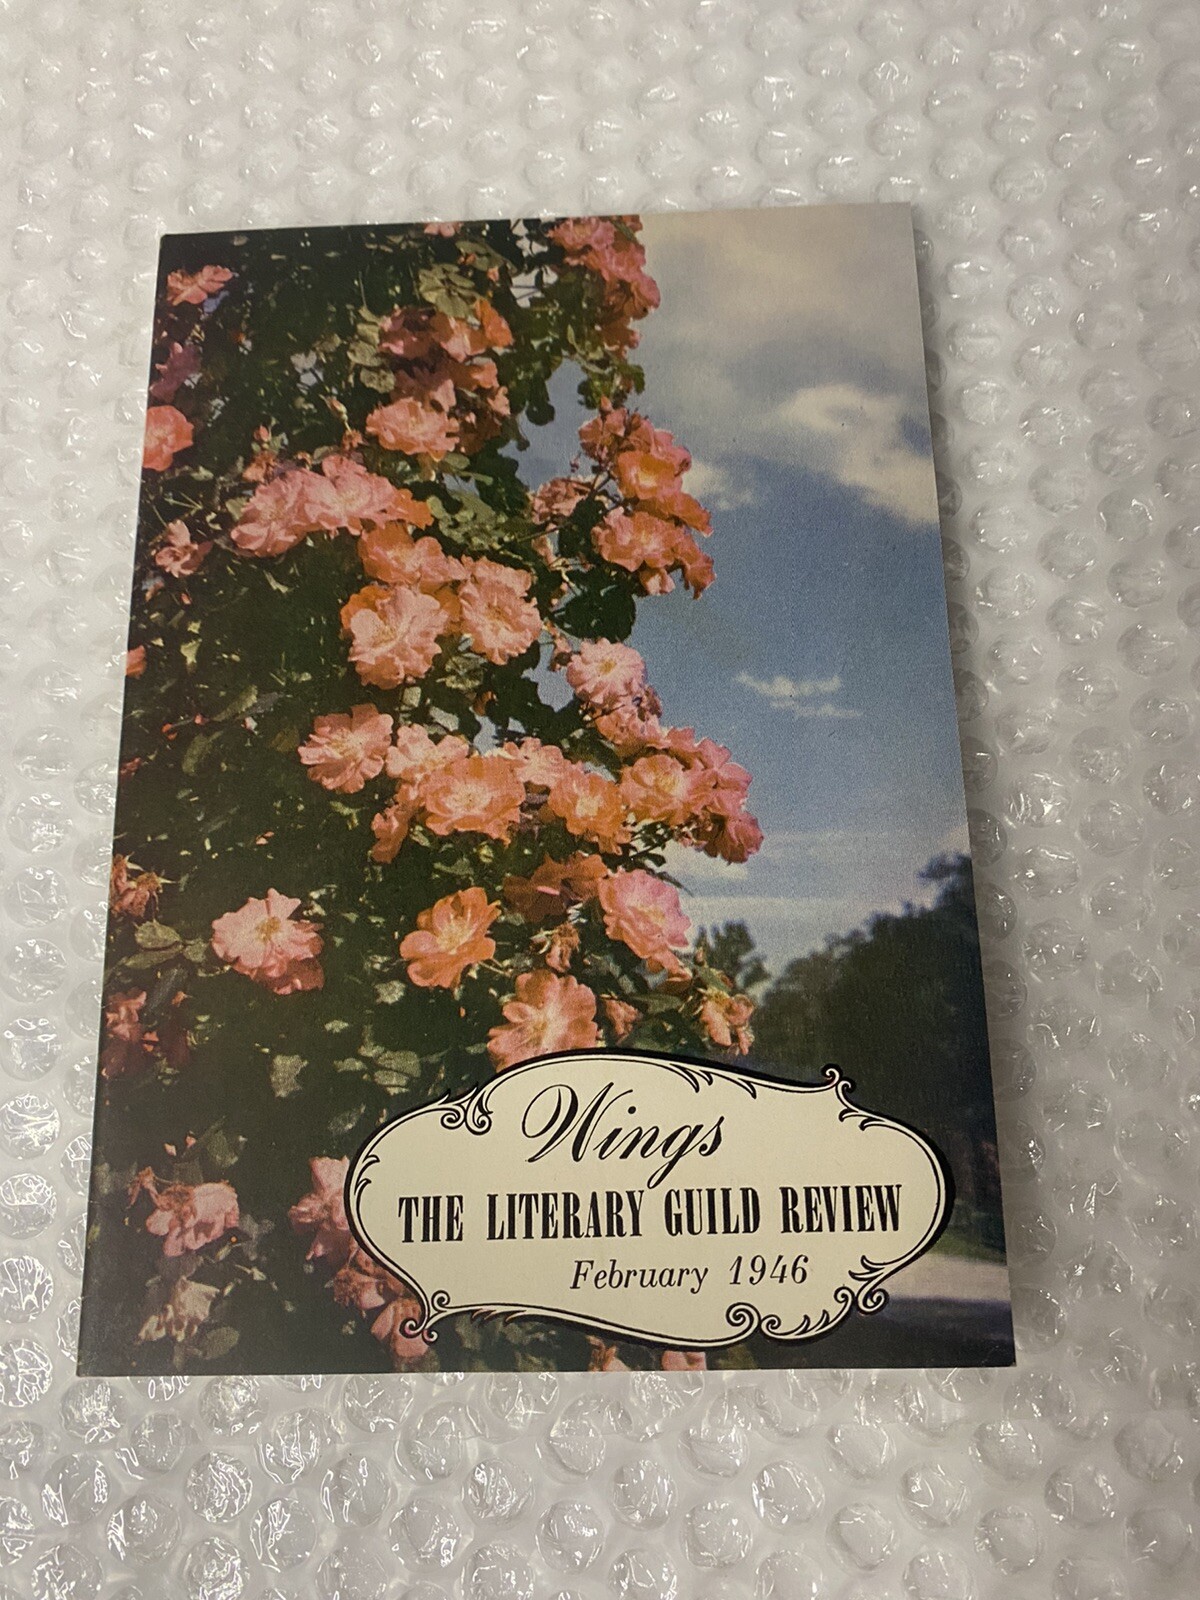 Wings
THE LITERARY GUILD REVIEW
February 1946